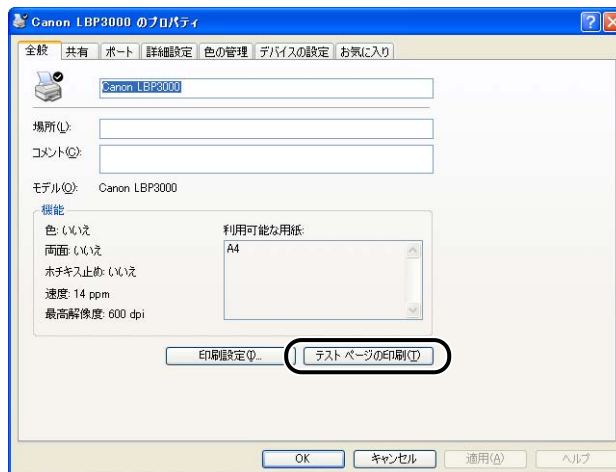 Canon LBP3000 のプロパティ
全般 共有 ポート 詳細設定 色の管理 デバイスの設定 お気に入り
Canon LBP3000
場所(L):
コメント(C):
モデル(O): Canon LBP3000
機能
色: いいえ 利用可能な用紙:
両面: いいえ A4
ホチキス止め: いいえ
速度: 14 ppm
最高解像度: 600 dpi
印刷設定(I)... テスト ページの印刷(T)
OK キャンセル 適用(A) ヘルプ